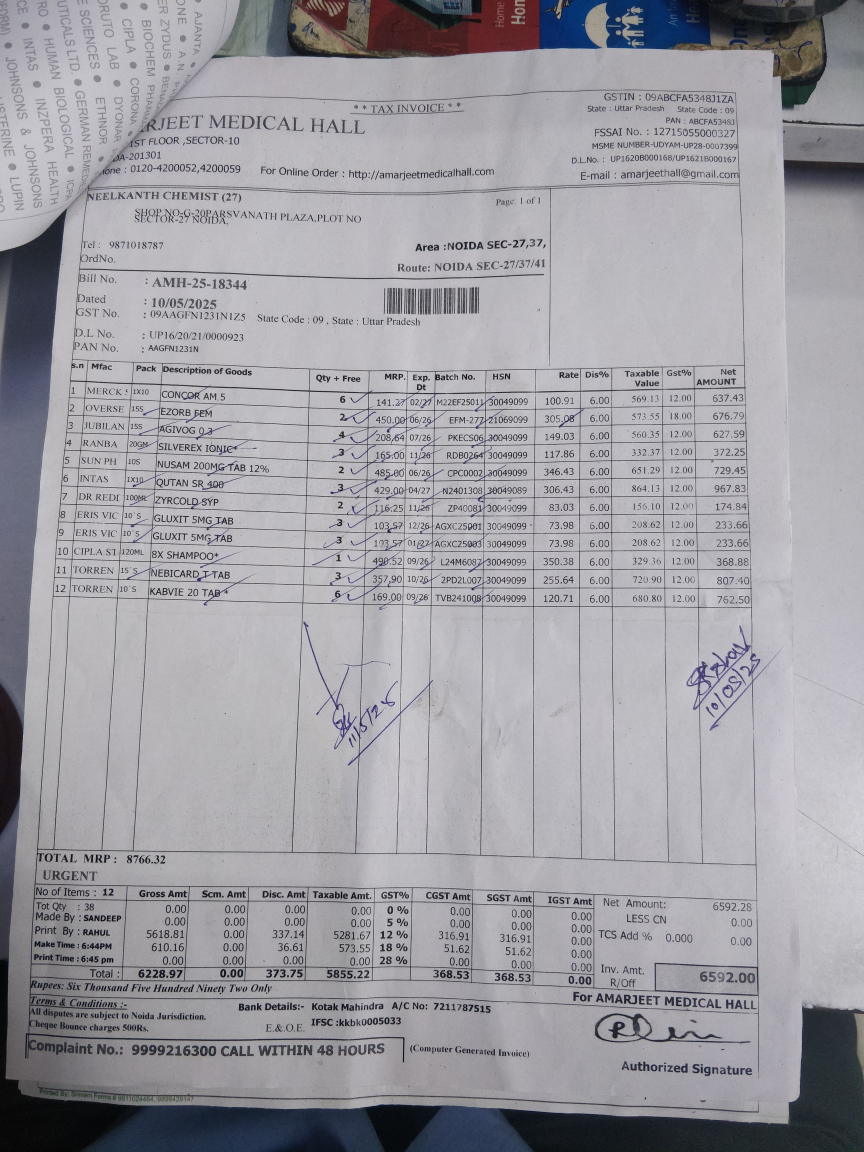 AJANTA
ER ZYDUS
CIPLA
CORONA
BIOCHEM PHAR
ORUTO LAB
DYONAR
E SCIENCES
ETHNOR
UTICALS LTD.
GERMAN REMED
HUMAN BIOLOGICAL
INTAS
INZPERA HEALTH
JOHNSONS & JOHNSONS
LUPIN
** TAX INVOICE **
GSTIN : 09ABCFA5348J1ZA
State : Uttar Pradesh State Code : 09
PAN : ABCFA5348J
FSSAI No. : 12715055000327
MSME NUMBER-UDYAM-UP28-0007399
D.L.No. : UP1620B000168/UP1621B000167
E-mail : amarjeethall@gmail.com
ARJEET MEDICAL HALL
1ST FLOOR ,SECTOR-10
DA-201301
one : 0120-4200052,4200059 For Online Order : http://amarjeetmedicalhall.com
NEELKANTH CHEMIST (27) Page. 1 of 1
SHOP NO-G-20PARSVANATH PLAZA,PLOT NO
SECTOR-27 NOIDA,
Tel : 9871018787 Area :NOIDA SEC-27,37,
OrdNo. Route: NOIDA SEC-27/37/41
Bill No. : AMH-25-18344
Dated : 10/05/2025
GST No. : 09AAGFN1231N1Z5 State Code : 09 , State : Uttar Pradesh
D.L No. : UP16/20/21/0000923
PAN No. : AAGFN1231N
s.n Mfac Pack Description of Goods Qty + Free MRP. Exp. Dt Batch No. HSN Rate Dis% Taxable Value Gst% Net AMOUNT
1 MERCK S 1X10 CONCOR AM 5 6 141.27 02/27 M22EF25011 30049099 100.91 6.00 569.13 12.00 637.43
2 OVERSE 15S EZORB FEM 2 450.00 06/26 EFM-277 21069099 305.08 6.00 573.55 18.00 676.79
3 JUBILAN 15S AGIVOG 0.3 4 208.64 07/26 PKECS06 30049099 149.03 6.00 560.35 12.00 627.59
4 RANBA 20GM SILVEREX IONIC* 3 165.00 11/26 RDB0264 30049099 117.86 6.00 332.37 12.00 372.25
5 SUN PH 10S NUSAM 200MG TAB 12% 2 485.00 06/26 CPC0002 30049099 346.43 6.00 651.29 12.00 729.45
6 INTAS 1X10 QUTAN SR 400 3 429.00 04/27 N2401308 30049089 306.43 6.00 864.13 12.00 967.83
7 DR REDI 100ML ZYRCOLD SYP 2 116.25 11/26 ZP40081 30049099 83.03 6.00 156.10 12.00 174.84
8 ERIS VIC 10`S GLUXIT 5MG TAB 3 103.57 12/26 AGXC25001 30049099 73.98 6.00 208.62 12.00 233.66
9 ERIS VIC 10`S GLUXIT 5MG TAB 3 103.57 01/27 AGXC25003 30049099 73.98 6.00 208.62 12.00 233.66
10 CIPLA ST 120ML 8X SHAMPOO* 1 490.52 09/26 L24M6087 30049099 350.38 6.00 329.36 12.00 368.88
11 TORREN 15`S NEBICARD T TAB 3 357.90 10/26 2PD2L007 30049099 255.64 6.00 720.90 12.00 807.40
12 TORREN 10`S KABVIE 20 TAB * 6 169.00 09/26 TVB241008 30049099 120.71 6.00 680.80 12.00 762.50
10/05/25
11/5/25
TOTAL MRP : 8766.32
URGENT
No of Items : 12 Gross Amt Scm. Amt Disc. Amt Taxable Amt. GST% CGST Amt SGST Amt IGST Amt Net Amount: 6592.28
Tot Qty : 38 0.00 0.00 0.00 0.00 0 % 0.00 0.00 0.00 LESS CN 0.00
Made By : SANDEEP 0.00 0.00 0.00 0.00 5 % 0.00 0.00 0.00
Print By : RAHUL 5618.81 0.00 337.14 5281.67 12 % 316.91 316.91 0.00 TCS Add % 0.000 0.00
Make Time : 6:44PM 610.16 0.00 36.61 573.55 18 % 51.62 51.62 0.00
Print Time : 6:45 pm 0.00 0.00 0.00 0.00 28 % 0.00 0.00 0.00
Total : 6228.97 0.00 373.75 5855.22 368.53 368.53 0.00 Inv. Amt. R/Off 6592.00
Rupees: Six Thousand Five Hundred Ninety Two Only
For AMARJEET MEDICAL HALL
Terms & Conditions :-
Bank Details:- Kotak Mahindra A/C No: 7211787515
All disputes are subject to Noida Jurisdiction.
Cheque Bounce charges 500Rs. E.& O.E. IFSC :kkbk0005033
Complaint No.: 9999216300 CALL WITHIN 48 HOURS (Computer Generated Invoice)
Authorized Signature